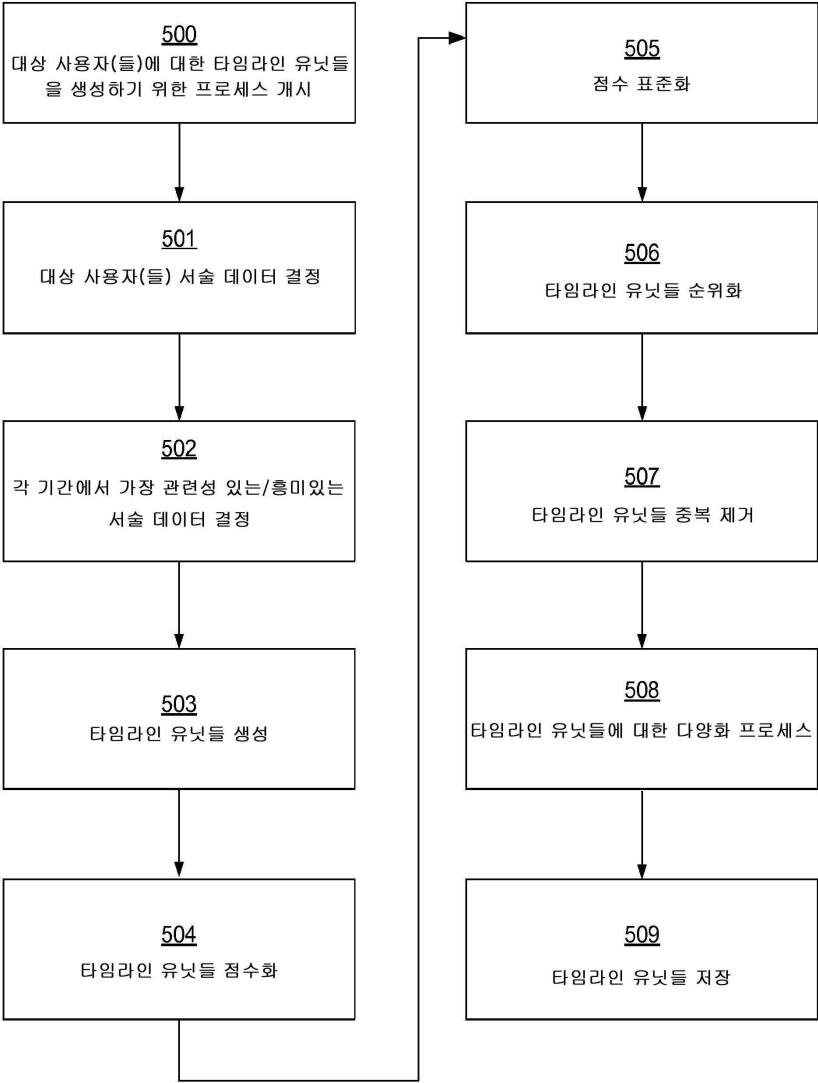 500
대상 사용자(들)에 대한 타임라인 유닛들
을 생성하기 위한 프로세스 개시
501
대상 사용자(들) 서술 데이터 결정
502
각 기간에서 가장 관련성 있는/흥미있는
서술 데이터 결정
503
타임라인 유닛들 생성
504
타임라인 유닛들 점수화
505
점수 표준화
506
타임라인 유닛들 순위화
507
타임라인 유닛들 중복 제거
508
타임라인 유닛들에 대한 다양화 프로세스
509
타임라인 유닛들 저장